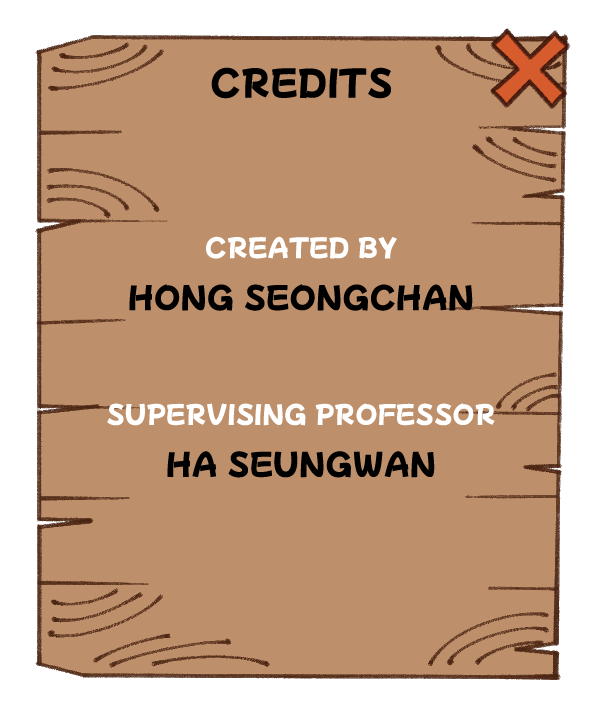 CREDITS
CREATED BY
HONG SEONGCHAN
SUPERVISING PROFESSOR
HA SEUNGWAN